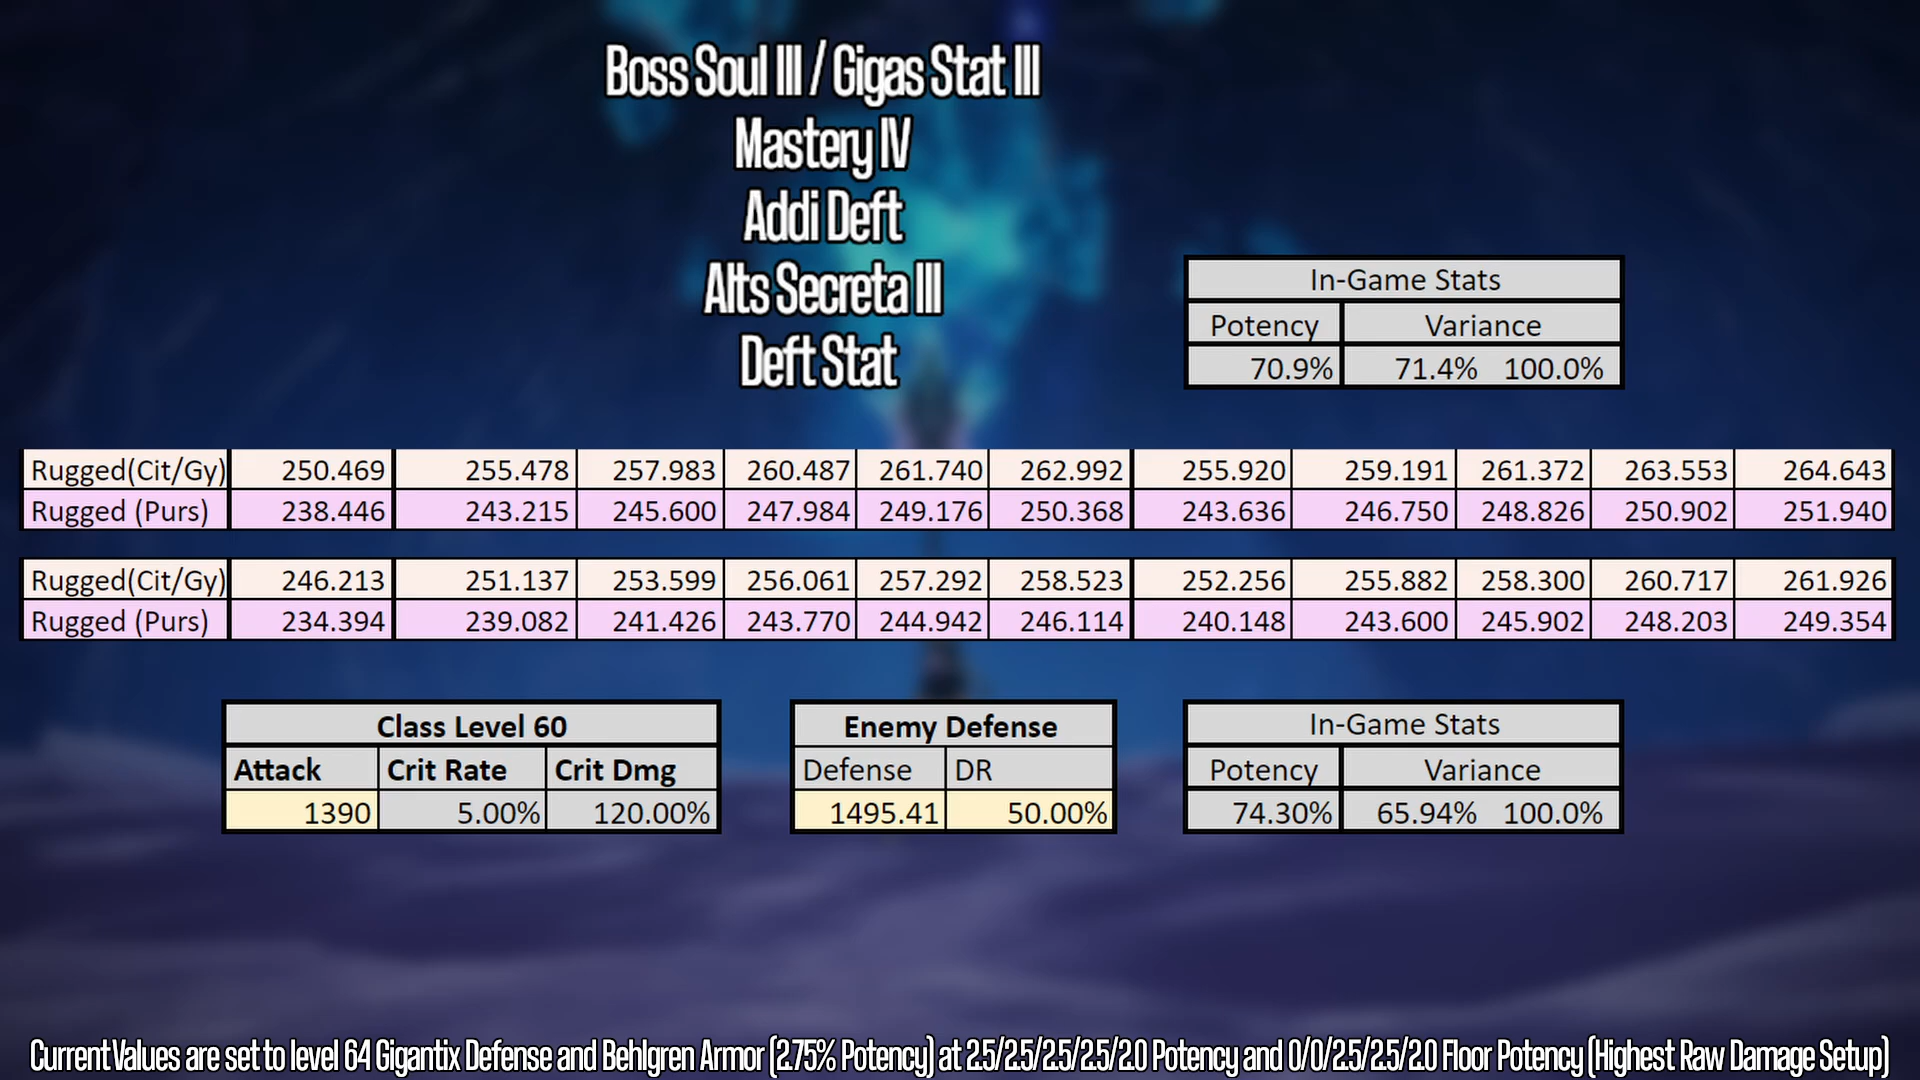 Boss Soul III / Gigas Stat III
Mastery IV
Addi Deft
Alts Secreta III
Deft Stat
In-Game Stats
Potency Variance
70.9% 71.4% 100.0%
Rugged(Cit/Gy) 250.469 255.478 257.983 260.487 261.740 262.992 255.920 259.191 261.372 263.553 264.643
Rugged (Purs) 238.446 243.215 245.600 247.984 249.176 250.368 243.636 246.750 248.826 250.902 251.940
Rugged(Cit/Gy) 246.213 251.137 253.599 256.061 257.292 258.523 252.256 255.882 258.300 260.717 261.926
Rugged (Purs) 234.394 239.082 241.426 243.770 244.942 246.114 240.148 243.600 245.902 248.203 249.354
Class Level 60
Attack Crit Rate Crit Dmg
1390 5.00% 120.00%
Enemy Defense
Defense DR
1495.41 50.00%
In-Game Stats
Potency Variance
74.30% 65.94% 100.0%
Current Values are set to level 64 Gigantix Defense and Behlgren Armor (2.75% Potency) at 2.5/2.5/2.5/2.5/2.0 Potency and 0/0/2.5/2.5/2.0 Floor Potency (Highest Raw Damage Setup)